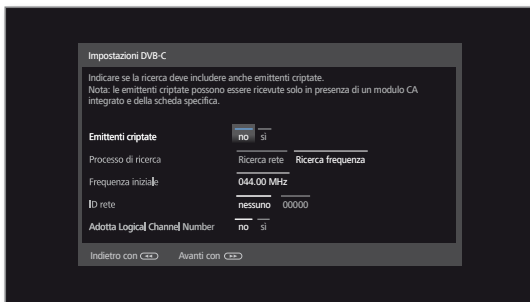 Impostazioni DVB-C
Indicare se la ricerca deve includere anche emittenti criptate.
Nota: le emittenti criptate possono essere ricevute solo in presenza di un modulo CA
integrato e della scheda specifica.
Emittenti criptate no sì
Processo di ricerca Ricerca rete Ricerca frequenza
Frequenza iniziale 044.00 MHz
ID rete nessuno 00000
Adotta Logical Channel Number no sì
Indietro con Avanti con